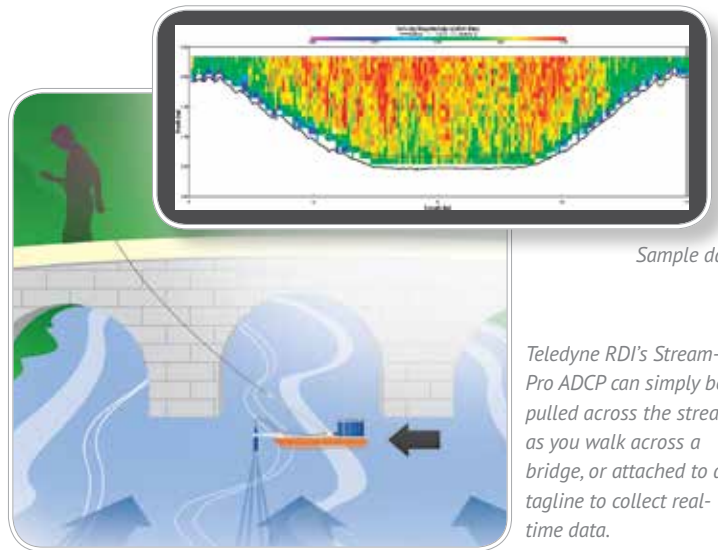 Sample da
Teledyne RDI's Stream-
Pro ADCP can simply be
pulled across the strea
as you walk across a
bridge, or attached to a
tagline to collect real-
time data.